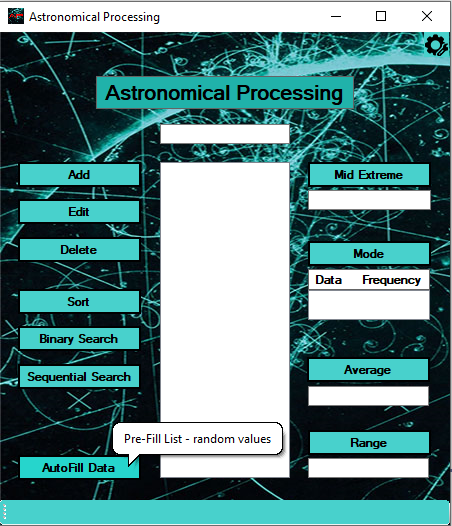 Astronomical Processing
Astronomical Processing
Add
Edit
Delete
Sort
Binary Search
Sequential Search
AutoFill Data
Pre-Fill List - random values
Mid Extreme
Mode
Data Frequency
Average
Range